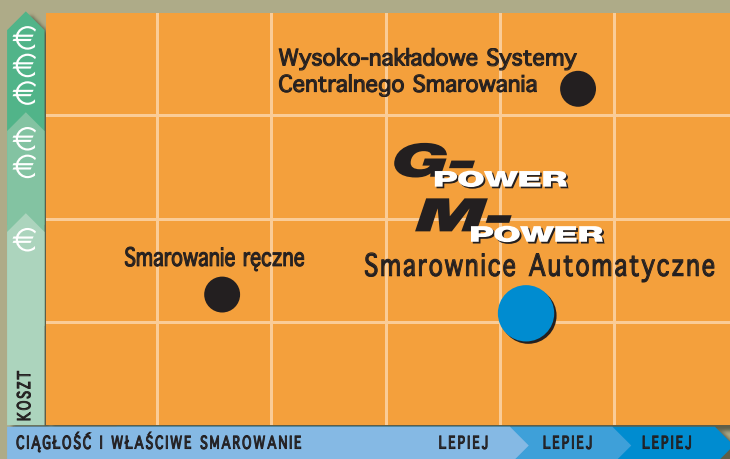 €€€
Wysoko-nakładowe Systemy
Centralnego Smarowania
€€
G-POWER
M-POWER
€
Smarowanie ręczne
Smarownice Automatyczne
KOSZT
CIĄGŁOŚĆ I WŁAŚCIWE SMAROWANIE LEPIEJ LEPIEJ LEPIEJ